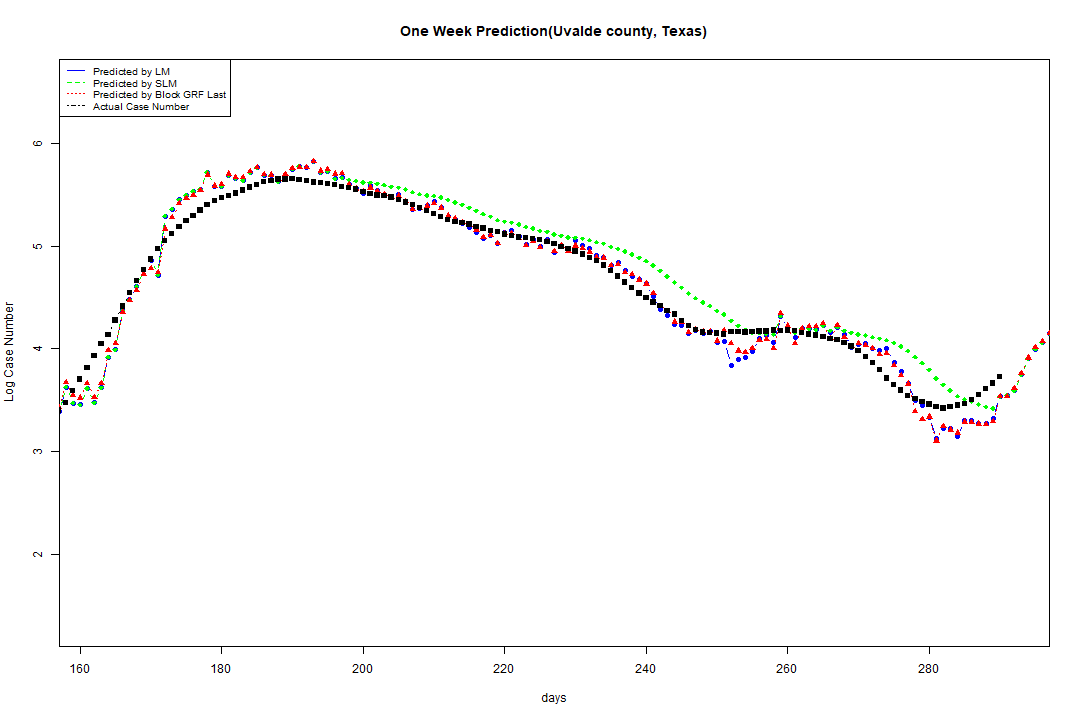 One Week Prediction(Uvalde county, Texas)
Predicted by LM
Predicted by SLM
Predicted by Block GRF Last
Actual Case Number
6
5
4
3
2
Log Case Number
160 180 200 220 240 260 280
days